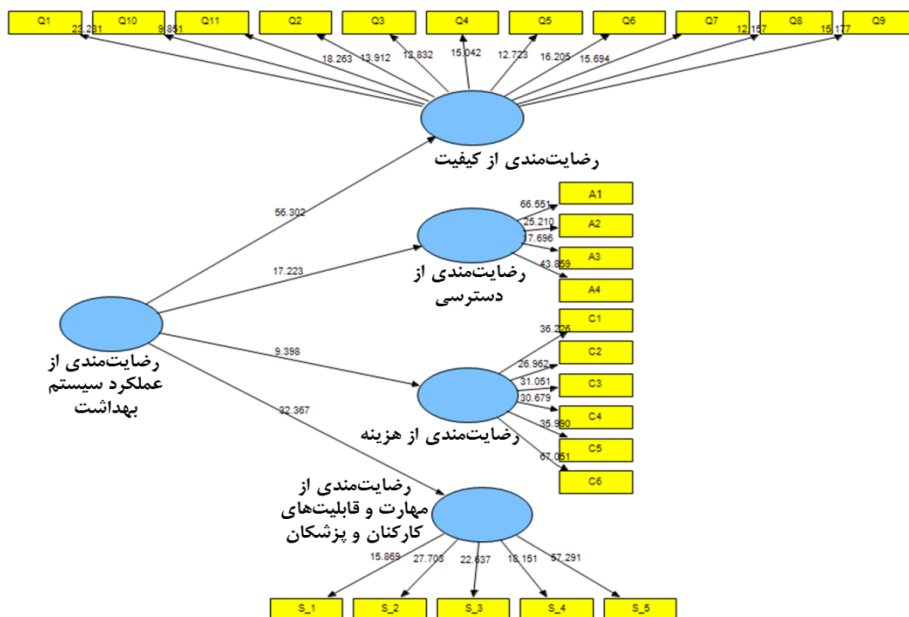 Q1 Q10 Q11 Q2 Q3 Q4 Q5 Q6 Q7 Q8 Q9
23.231 9.851 18.263 13.912 12.832 15.042 12.723 16.205 15.694 12.157 15.177
رضایت‌مندی از کیفیت
56.302
A1
66.551
A2
25.210
A3
17.696
A4
43.859
رضایت‌مندی از
دسترسی
17.223
C1
36.226
C2
26.962
C3
31.051
C4
30.679
C5
35.990
C6
67.051
رضایت‌مندی از هزینه
9.398
رضایت‌مندی از
عملکرد سیستم
بهداشت
32.367
رضایت‌مندی از
مهارت و قابلیت‌های
کارکنان و پزشکان
15.869 27.703 22.637 18.151 57.291
S_1 S_2 S_3 S_4 S_5